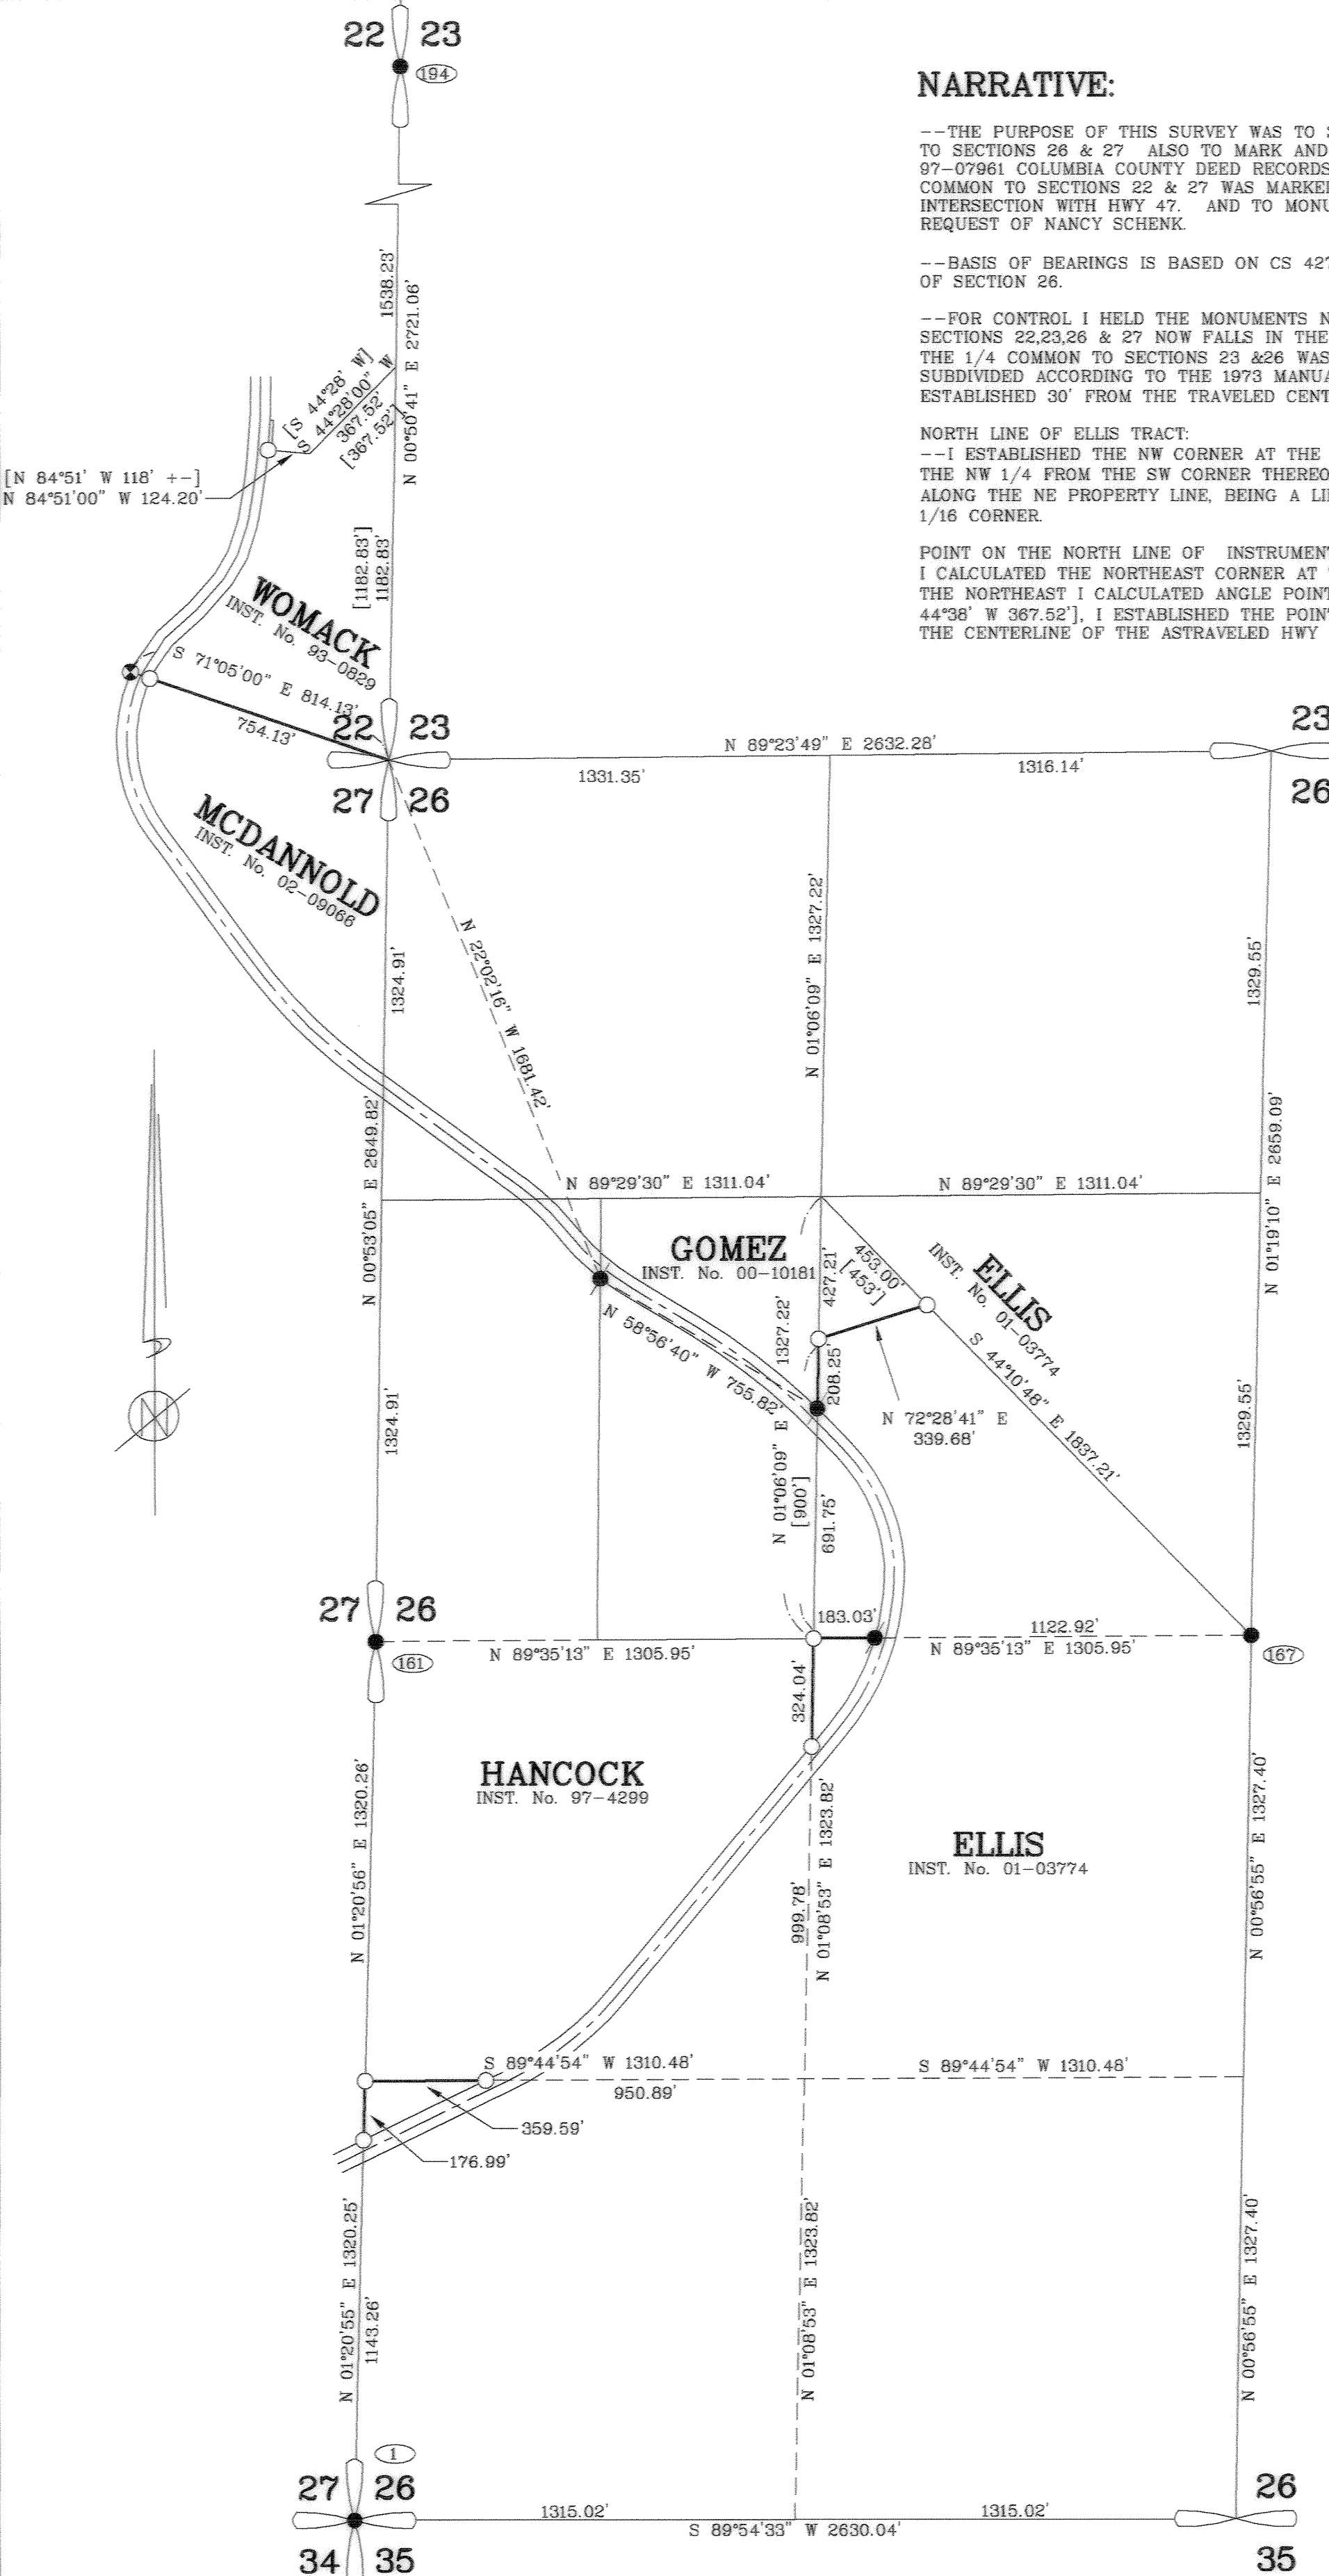 22 23
194
NARRATIVE:
--THE PURPOSE OF THIS SURVEY WAS TO
TO SECTIONS 26 & 27 ALSO TO MARK AND
97-07961 COLUMBIA COUNTY DEED RECORDS
COMMON TO SECTIONS 22 & 27 WAS MARKE
INTERSECTION WITH HWY 47. AND TO MONU
REQUEST OF NANCY SCHENK.
--BASIS OF BEARINGS IS BASED ON CS 427
OF SECTION 26.
--FOR CONTROL I HELD THE MONUMENTS N
SECTIONS 22,23,26 & 27 NOW FALLS IN THE
THE 1/4 COMMON TO SECTIONS 23 &26 WAS
SUBDIVIDED ACCORDING TO THE 1973 MANUA
ESTABLISHED 30' FROM THE TRAVELED CENT
NORTH LINE OF ELLIS TRACT:
--I ESTABLISHED THE NW CORNER AT THE
THE NW 1/4 FROM THE SW CORNER THEREO
ALONG THE NE PROPERTY LINE, BEING A LI
1/16 CORNER.
POINT ON THE NORTH LINE OF INSTRUMENT
I CALCULATED THE NORTHEAST CORNER AT
THE NORTHEAST I CALCULATED ANGLE POINT
44°38' W 367.52'], I ESTABLISHED THE POINT
THE CENTERLINE OF THE ASTRAVELED HWY
1538.23'
N 00°50'41" E 2721.06'
[S 44°28' W]
S 44°28'00" W
367.52'
[367.52']
[N 84°51' W 118' +-]
N 84°51'00" W 124.20'
[1182.83']
1182.83'
WOMACK
INST. No. 93-0829
S 71°05'00" E 814.13'
754.13'
22 23
27 26
N 89°23'49" E 2632.28'
1331.35'
1316.14'
23
26
MCDANNOLD
INST. No. 02-09066
1324.91'
N 22°02'16" W 1681.42'
N 01°06'09" E 1327.22'
1329.55'
N 00°53'05" E 2649.82'
N 01°19'10" E 2659.09'
N 89°29'30" E 1311.04'
N 89°29'30" E 1311.04'
GOMEZ
INST. No. 00-10181
427.21'
453.00'
[453']
ELLIS
INST. No. 01-03774
S 44°10'48" E 1837.21'
N 58°56'40" W 755.82'
1327.22'
N 01°06'09" E
[900']
208.25'
N 72°28'41" E
339.68'
691.75'
1324.91'
1329.55'
27 26
161
183.03'
1122.92'
N 89°35'13" E 1305.95'
N 89°35'13" E 1305.95'
167
324.04'
HANCOCK
INST. No. 97-4299
ELLIS
INST. No. 01-03774
N 01°20'56" E 1320.26'
999.78'
N 01°08'53" E 1323.82'
N 00°56'55" E 1327.40'
S 89°44'54" W 1310.48'
950.89'
S 89°44'54" W 1310.48'
359.59'
176.99'
N 01°20'55" E 1320.25'
1143.26'
N 01°08'53" E 1323.82'
N 00°56'55" E 1327.40'
1
27 26
34 35
1315.02'
1315.02'
S 89°54'33" W 2630.04'
26
35
N